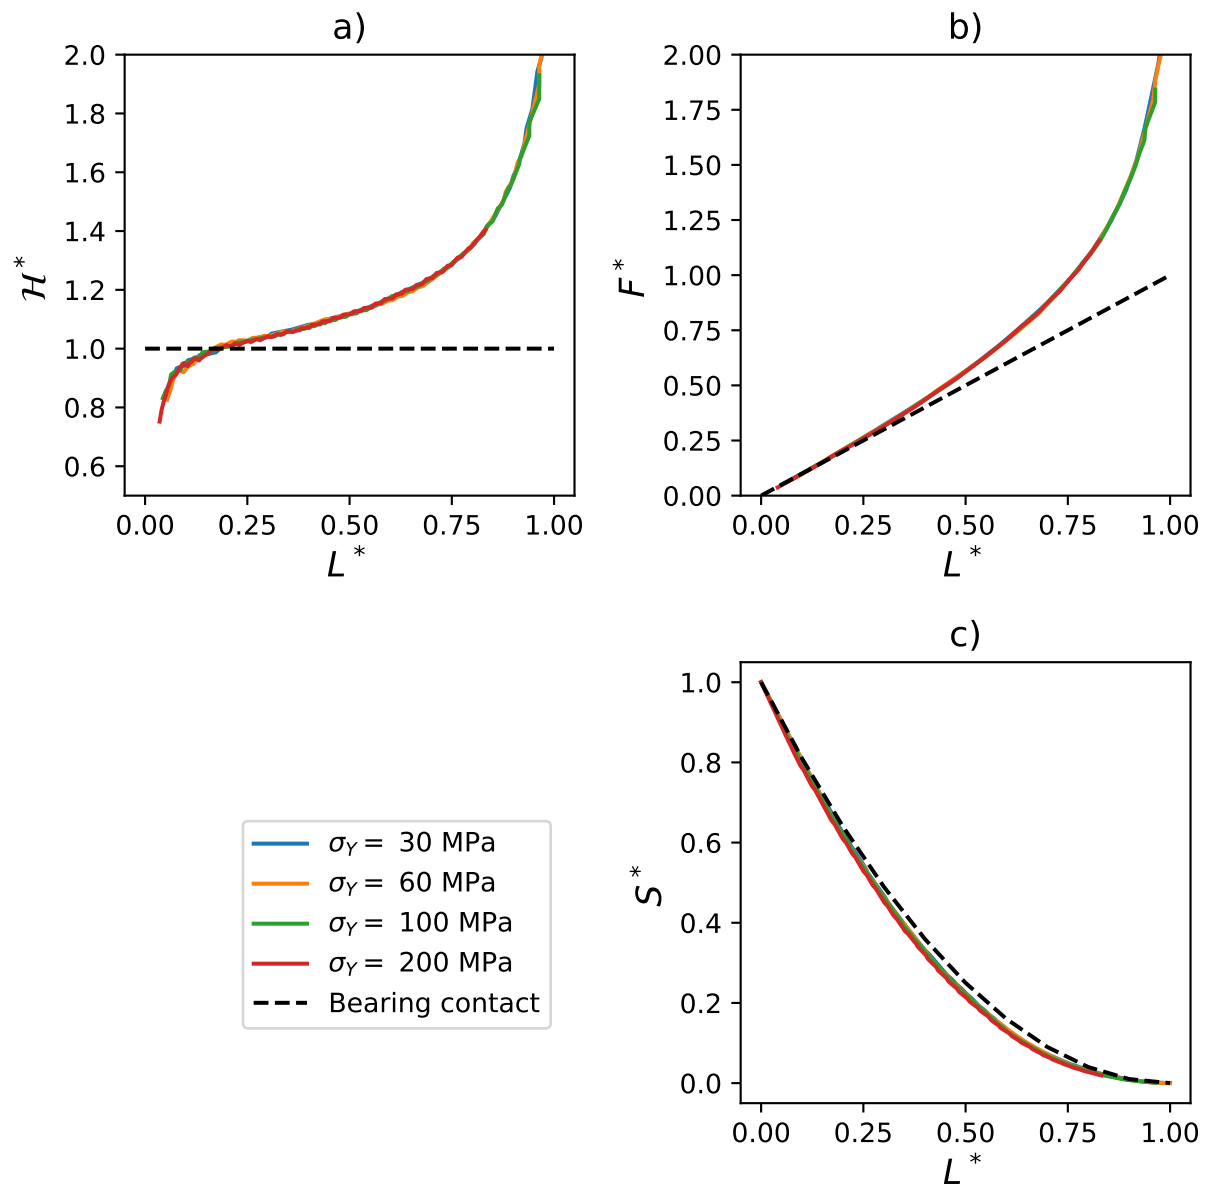 a)
2.0
1.8
1.6
1.4
1.2
1.0
0.8
0.6
ℋ*
0.00 0.25 0.50 0.75 1.00
L*
b)
2.00
1.75
1.50
1.25
1.00
0.75
0.50
0.25
0.00
F*
0.00 0.25 0.50 0.75 1.00
L*
c)
1.0
0.8
0.6
0.4
0.2
0.0
S*
0.00 0.25 0.50 0.75 1.00
L*
σ_Y = 30 MPa
σ_Y = 60 MPa
σ_Y = 100 MPa
σ_Y = 200 MPa
Bearing contact